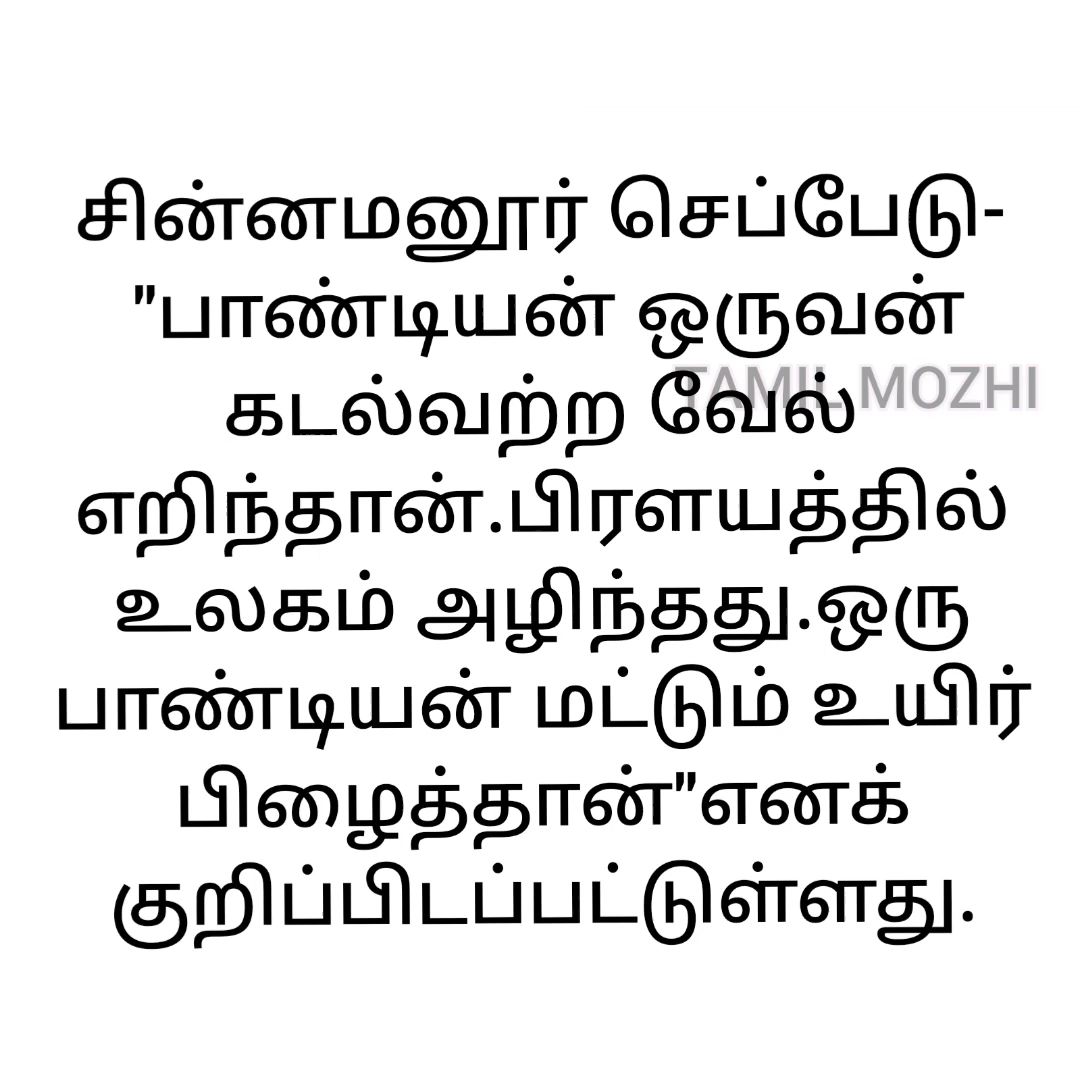 சின்னமனூர் செப்பேடு-
"பாண்டியன் ஒருவன்
கடல்வற்ற வேல்
TAMIL MOZHI
எறிந்தான்.பிரளயத்தில்
உலகம் அழிந்தது.ஒரு
பாண்டியன் மட்டும் உயிர்
பிழைத்தான்"எனக்
குறிப்பிடப்பட்டுள்ளது.